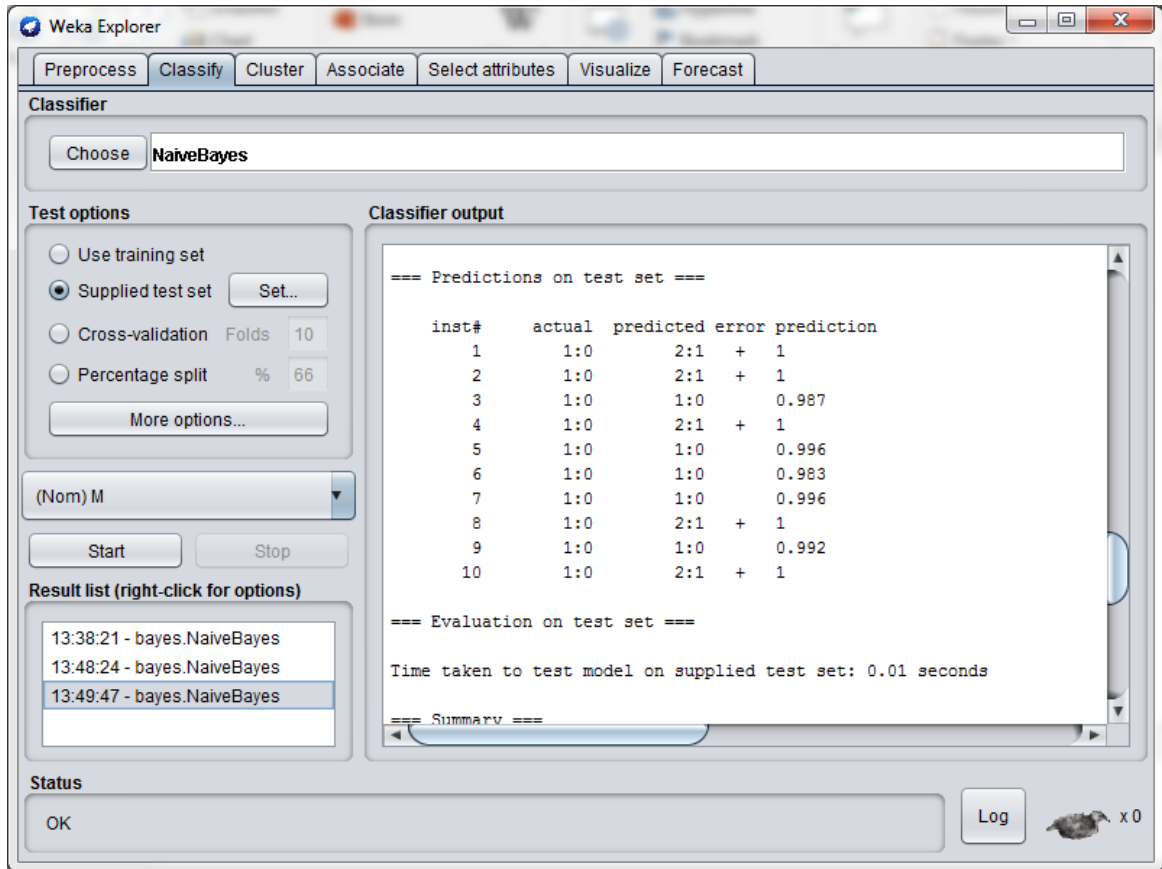 Weka Explorer
Preprocess Classify Cluster Associate Select attributes Visualize Forecast
Classifier
Choose NaiveBayes
Test options
Use training set
Supplied test set Set...
Cross-validation Folds 10
Percentage split % 66
More options...
(Nom) M
Start Stop
Result list (right-click for options)
13:38:21 - bayes.NaiveBayes
13:48:24 - bayes.NaiveBayes
13:49:47 - bayes.NaiveBayes
Classifier output
=== Predictions on test set ===
inst# actual predicted error prediction
1 1:0 2:1 + 1
2 1:0 2:1 + 1
3 1:0 1:0 0.987
4 1:0 2:1 + 1
5 1:0 1:0 0.996
6 1:0 1:0 0.983
7 1:0 1:0 0.996
8 1:0 2:1 + 1
9 1:0 1:0 0.992
10 1:0 2:1 + 1
=== Evaluation on test set ===
Time taken to test model on supplied test set: 0.01 seconds
=== Summary ===
Status
OK
Log x 0